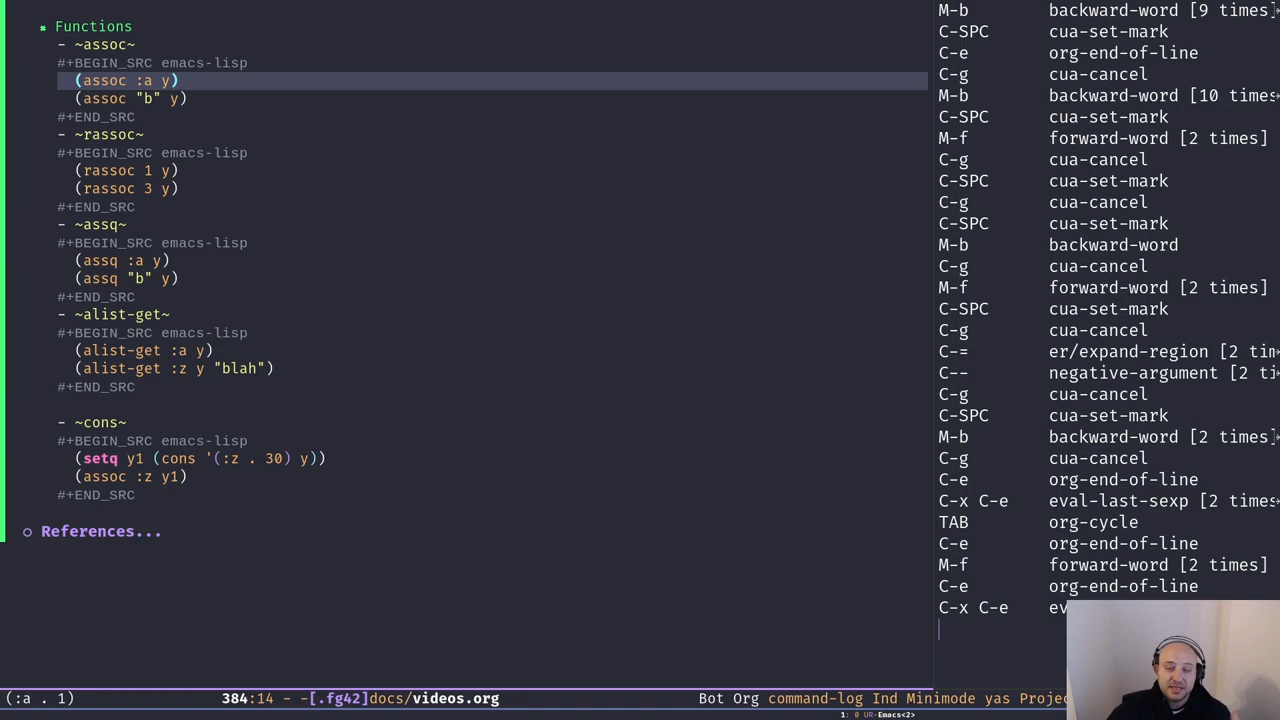 Functions
- ~assoc~
#+BEGIN_SRC emacs-lisp
(assoc :a y)
(assoc "b" y)
#+END_SRC
- ~rassoc~
#+BEGIN_SRC emacs-lisp
(rassoc 1 y)
(rassoc 3 y)
#+END_SRC
- ~assq~
#+BEGIN_SRC emacs-lisp
(assq :a y)
(assq "b" y)
#+END_SRC
- ~alist-get~
#+BEGIN_SRC emacs-lisp
(alist-get :a y)
(alist-get :z y "blah")
#+END_SRC
- ~cons~
#+BEGIN_SRC emacs-lisp
(setq y1 (cons '(:z . 30) y))
(assoc :z y1)
#+END_SRC
References...
M-b backward-word [9 times]
C-SPC cua-set-mark
C-e org-end-of-line
C-g cua-cancel
M-b backward-word [10 times
C-SPC cua-set-mark
M-f forward-word [2 times]
C-g cua-cancel
C-SPC cua-set-mark
C-g cua-cancel
C-SPC cua-set-mark
M-b backward-word
C-g cua-cancel
M-f forward-word [2 times]
C-SPC cua-set-mark
C-g cua-cancel
C-= er/expand-region [2 tim
C-- negative-argument [2 ti
C-g cua-cancel
C-SPC cua-set-mark
M-b backward-word [2 times]
C-g cua-cancel
C-e org-end-of-line
C-x C-e eval-last-sexp [2 times
TAB org-cycle
C-e org-end-of-line
M-f forward-word [2 times]
C-e org-end-of-line
C-x C-e ev
(:a . 1) 384:14 - -[.fg42]docs/videos.org Bot Org command-log Ind Minimode yas Projec
1: 0 UR-Emacs<2>